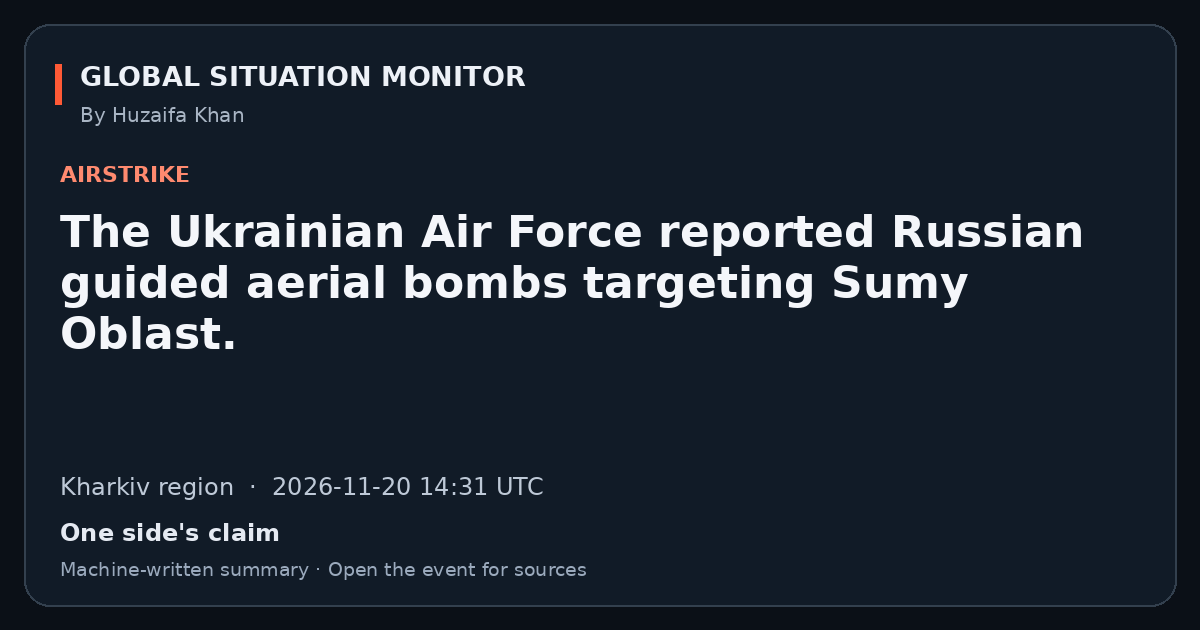 GLOBAL SITUATION MONITOR
By Huzaifa Khan
AIRSTRIKE
The Ukrainian Air Force reported Russian
guided aerial bombs targeting Sumy
Oblast.
Kharkiv region · 2026-11-20 14:31 UTC
One side's claim
Machine-written summary · Open the event for sources